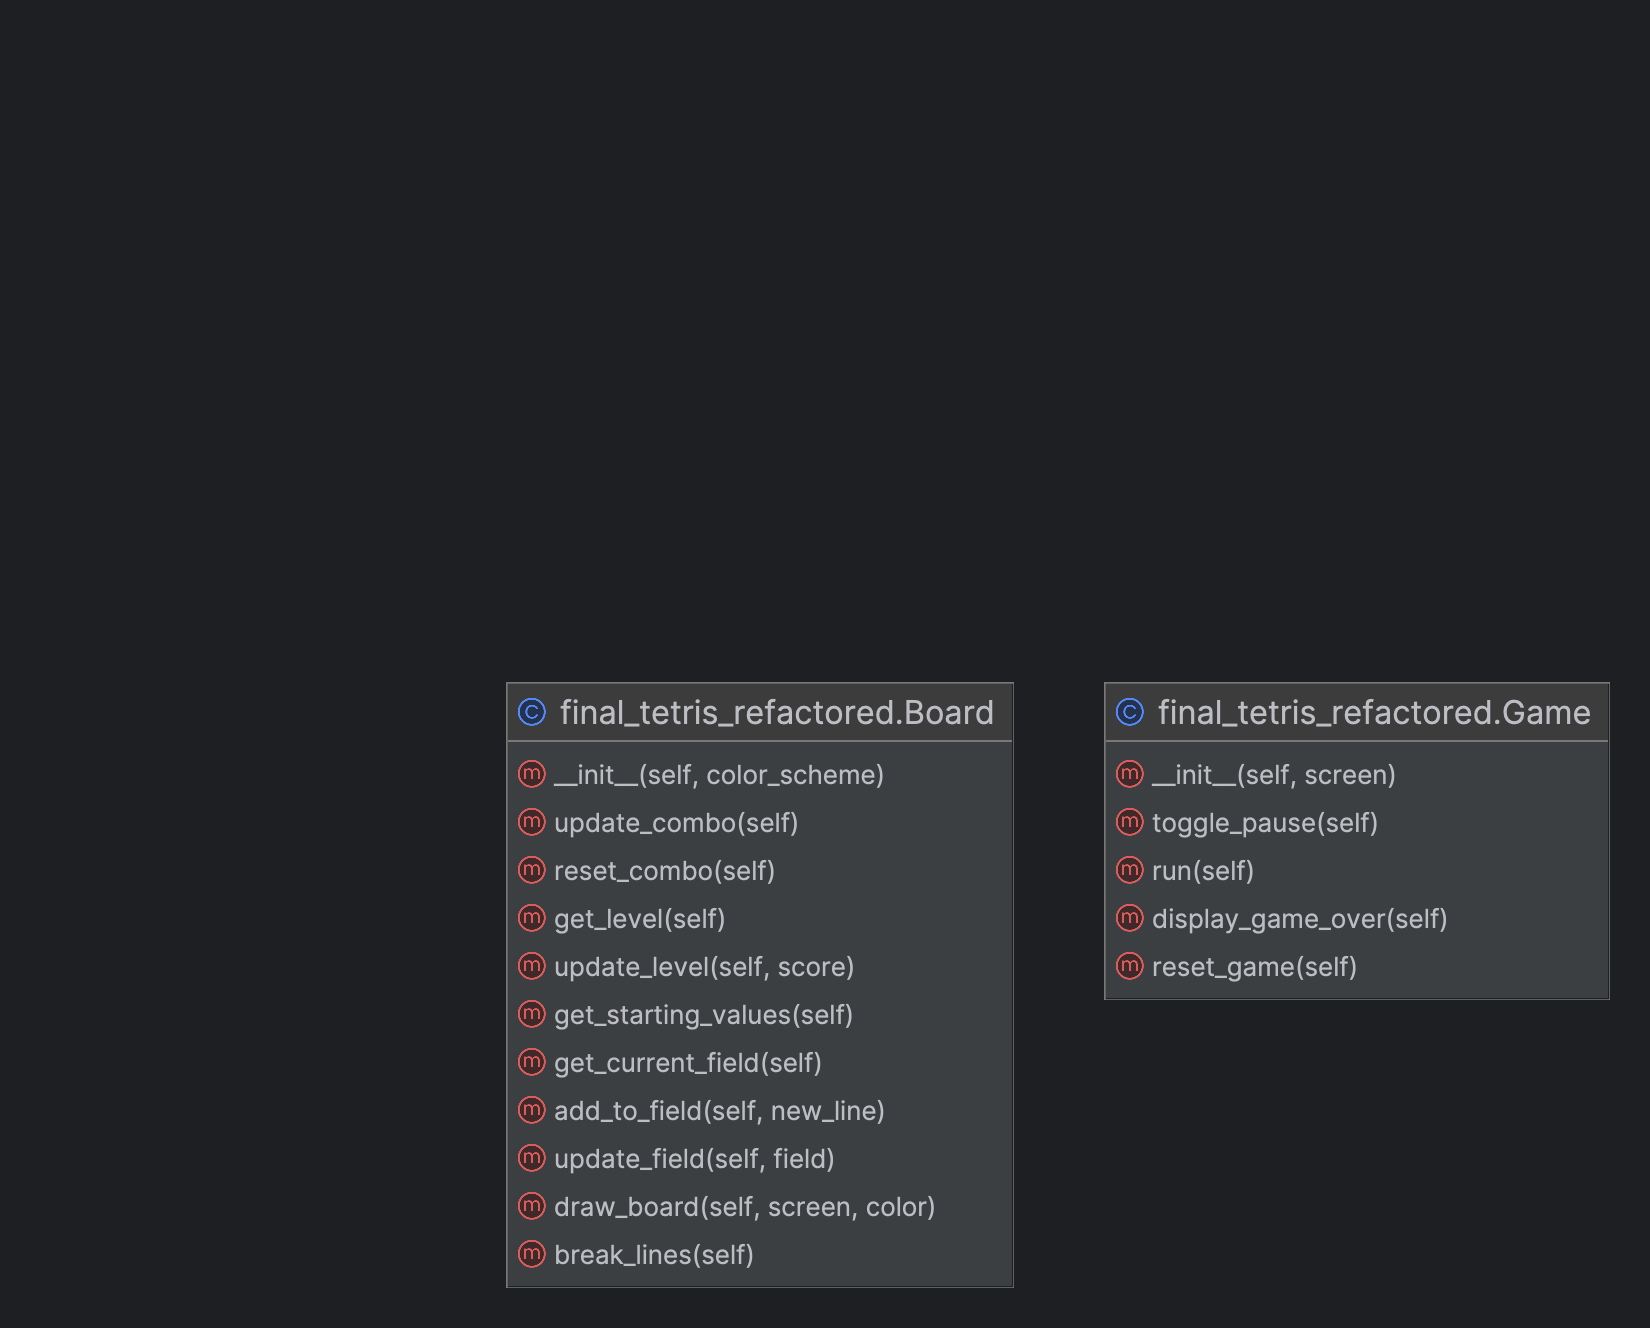 final_tetris_refactored.Board
__init__(self, color_scheme)
update_combo(self)
reset_combo(self)
get_level(self)
update_level(self, score)
get_starting_values(self)
get_current_field(self)
add_to_field(self, new_line)
update_field(self, field)
draw_board(self, screen, color)
break_lines(self)
final_tetris_refactored.Game
__init__(self, screen)
toggle_pause(self)
run(self)
display_game_over(self)
reset_game(self)